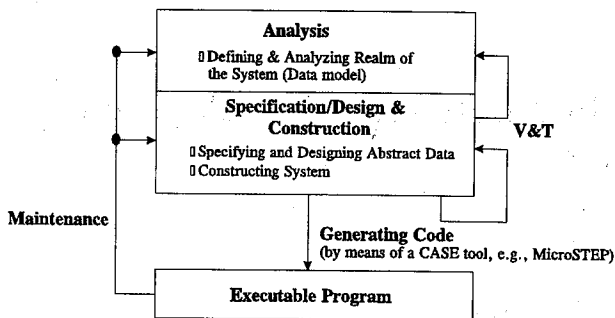 Analysis
▯ Defining & Analyzing Realm of
the System (Data model)
Specification/Design &
Construction
▯ Specifying and Designing Abstract Data
▯ Constructing System
V&T
Maintenance
Generating Code
(by means of a CASE tool, e.g., MicroSTEP)
Executable Program